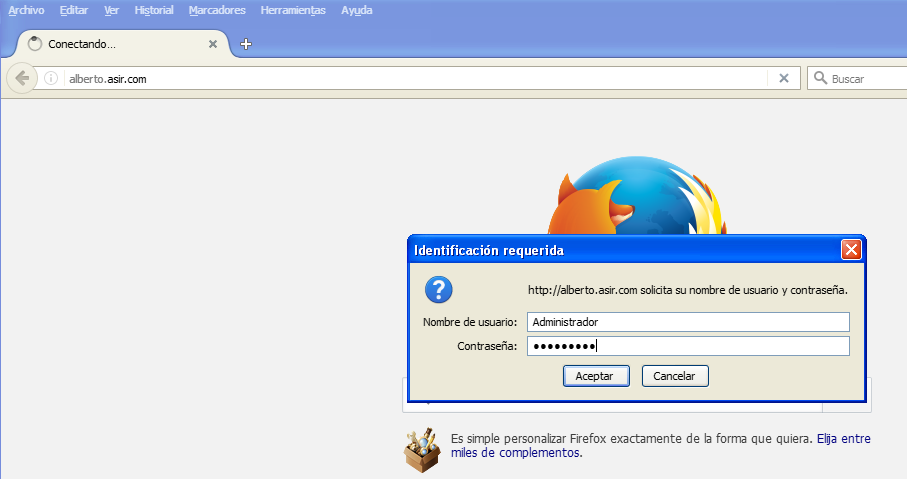 Archivo Editar Ver Historial Marcadores Herramientas Ayuda
Conectando...
alberto.asir.com
Buscar
Identificación requerida
http://alberto.asir.com solicita su nombre de usuario y contraseña.
Nombre de usuario: Administrador
Contraseña: •••••••••
Aceptar Cancelar
Es simple personalizar Firefox exactamente de la forma que quiera. Elija entre
miles de complementos.